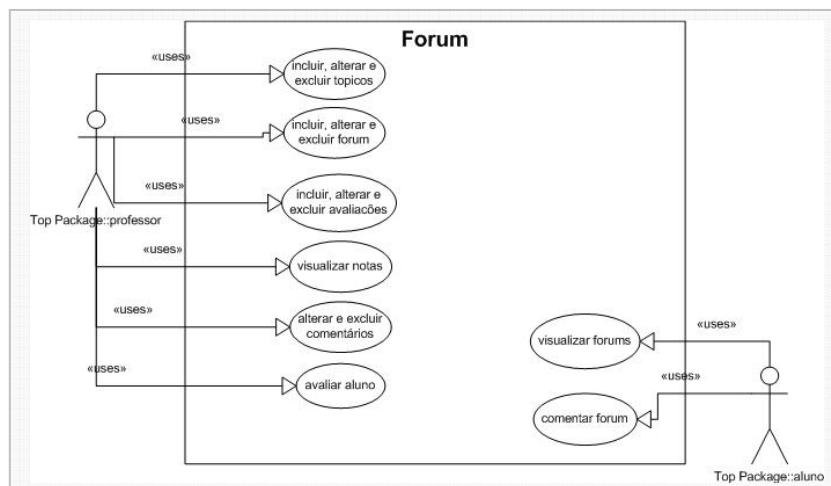 Forum
«uses»
incluir, alterar e
excluir topicos
«uses»
incluir, alterar e
excluir forum
«uses»
incluir, alterar e
excluir avaliacões
Top Package::professor
«uses»
visualizar notas
«uses»
alterar e excluir
comentários
«uses»
avaliar aluno
«uses»
visualizar forums
«uses»
comentar forum
Top Package::aluno